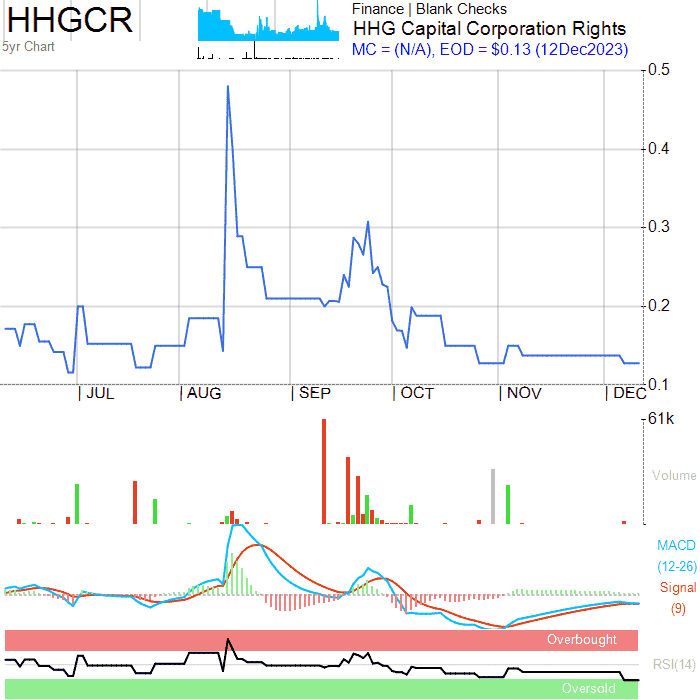 HHGCR
5yr Chart
Finance | Blank Checks
HHG Capital Corporation Rights
MC = (N/A), EOD = $0.13 (12Dec2023)
0.5
0.4
0.3
0.2
0.1
| JUL | AUG | SEP | OCT | NOV | DEC
61k
Volume
MACD
(12-26)
Signal
(9)
Overbought
RSI(14)
Oversold